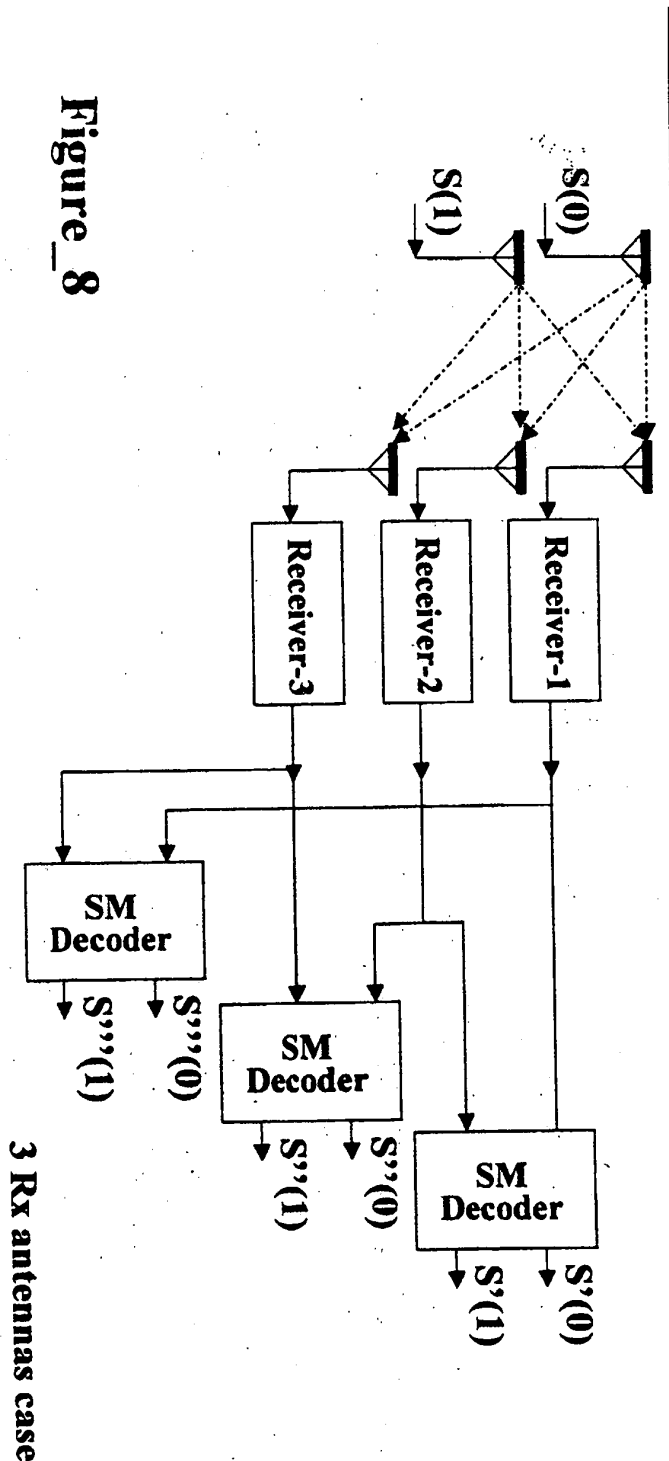 S(0)
S(1)
Receiver-1
Receiver-2
Receiver-3
SM
Decoder
S'(0)
S'(1)
SM
Decoder
S''(0)
S''(1)
SM
Decoder
S'''(0)
S'''(1)
3 Rx antennas case
Figure_8